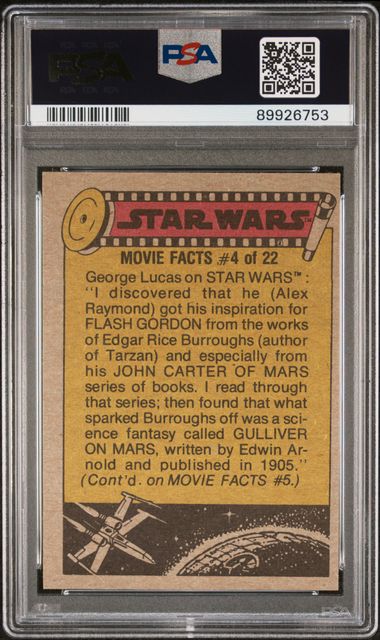 PSA
PSA
89926753
STAR WARS™
MOVIE FACTS #4 of 22
George Lucas on STAR WARS™ :
"I discovered that he (Alex
Raymond) got his inspiration for
FLASH GORDON from the works
of Edgar Rice Burroughs (author
of Tarzan) and especially from
his JOHN CARTER OF MARS
series of books. I read through
that series; then found that what
sparked Burroughs off was a sci-
ence fantasy called GULLIVER
ON MARS, written by Edwin Ar-
nold and published in 1905."
(Cont'd. on MOVIE FACTS #5.)
PSA